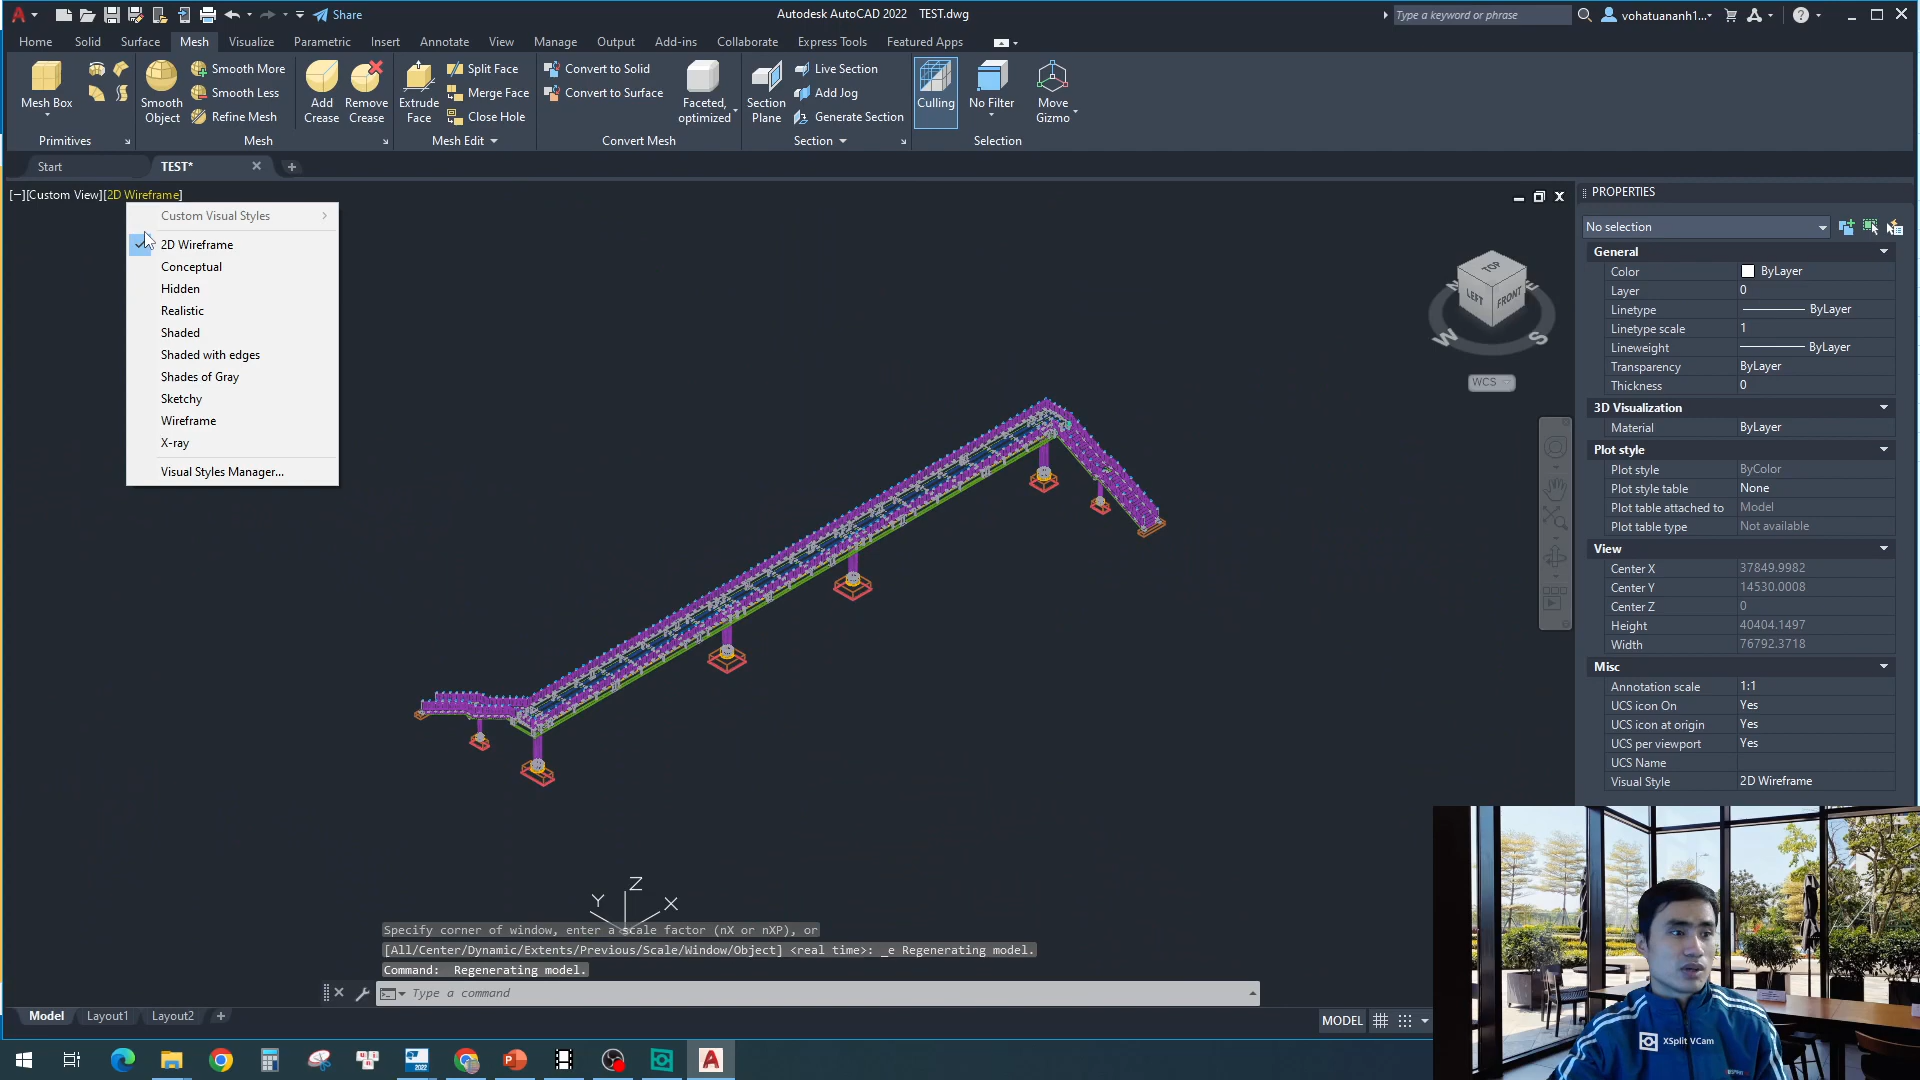 Share
Autodesk AutoCAD 2022 TEST.dwg
Type a keyword or phrase
vohatuananh1...
Home Solid Surface Mesh Visualize Parametric Insert Annotate View Manage Output Add-ins Collaborate Express Tools Featured Apps
Mesh Box
Smooth Object
Smooth More
Smooth Less
Refine Mesh
Add Crease
Remove Crease
Extrude Face
Split Face
Merge Face
Close Hole
Convert to Solid
Convert to Surface
Faceted, optimized
Section Plane
Live Section
Add Jog
Generate Section
Culling
No Filter
Move Gizmo
Primitives Mesh Mesh Edit Convert Mesh Section Selection
Start TEST*
[−][Custom View][2D Wireframe]
Custom Visual Styles
2D Wireframe
Conceptual
Hidden
Realistic
Shaded
Shaded with edges
Shades of Gray
Sketchy
Wireframe
X-ray
Visual Styles Manager...
TOP
LEFT FRONT
N E
W S
WCS
PROPERTIES
No selection
General
Color ByLayer
Layer 0
Linetype ByLayer
Linetype scale 1
Lineweight ByLayer
Transparency ByLayer
Thickness 0
3D Visualization
Material ByLayer
Plot style
Plot style ByColor
Plot style table None
Plot table attached to Model
Plot table type Not available
View
Center X 37849.9982
Center Y 14530.0008
Center Z 0
Height 40404.1497
Width 76792.3718
Misc
Annotation scale 1:1
UCS icon On Yes
UCS icon at origin Yes
UCS per viewport Yes
UCS Name
Visual Style 2D Wireframe
Z
Y X
Specify corner of window, enter a scale factor (nX or nXP), or
[All/Center/Dynamic/Extents/Previous/Scale/Window/Object] <real time>: _e Regenerating model.
Command: Regenerating model.
Type a command
Model Layout1 Layout2
MODEL
XSplit VCam